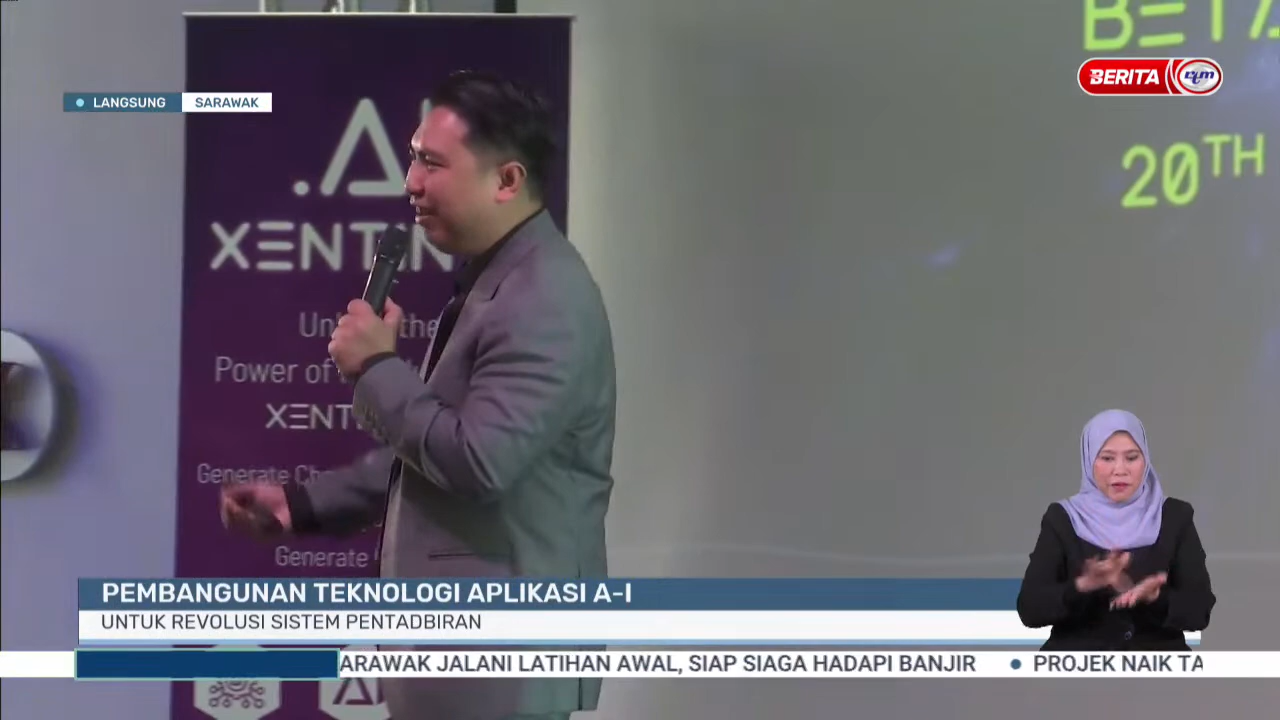 BETA
20TH
BERITA rtm
LANGSUNG SARAWAK
.A
XENTIN
the
Power of
XENT
Generate
Generate
PEMBANGUNAN TEKNOLOGI APLIKASI A-I
UNTUK REVOLUSI SISTEM PENTADBIRAN
ARAWAK JALANI LATIHAN AWAL, SIAP SIAGA HADAPI BANJIR • PROJEK NAIK TA